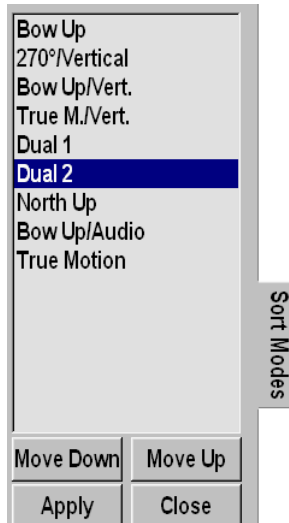 Bow Up
270°/Vertical
Bow Up/Vert.
True M./Vert.
Dual 1
Dual 2
North Up
Bow Up/Audio
True Motion
Sort Modes
Move Down
Move Up
Apply
Close